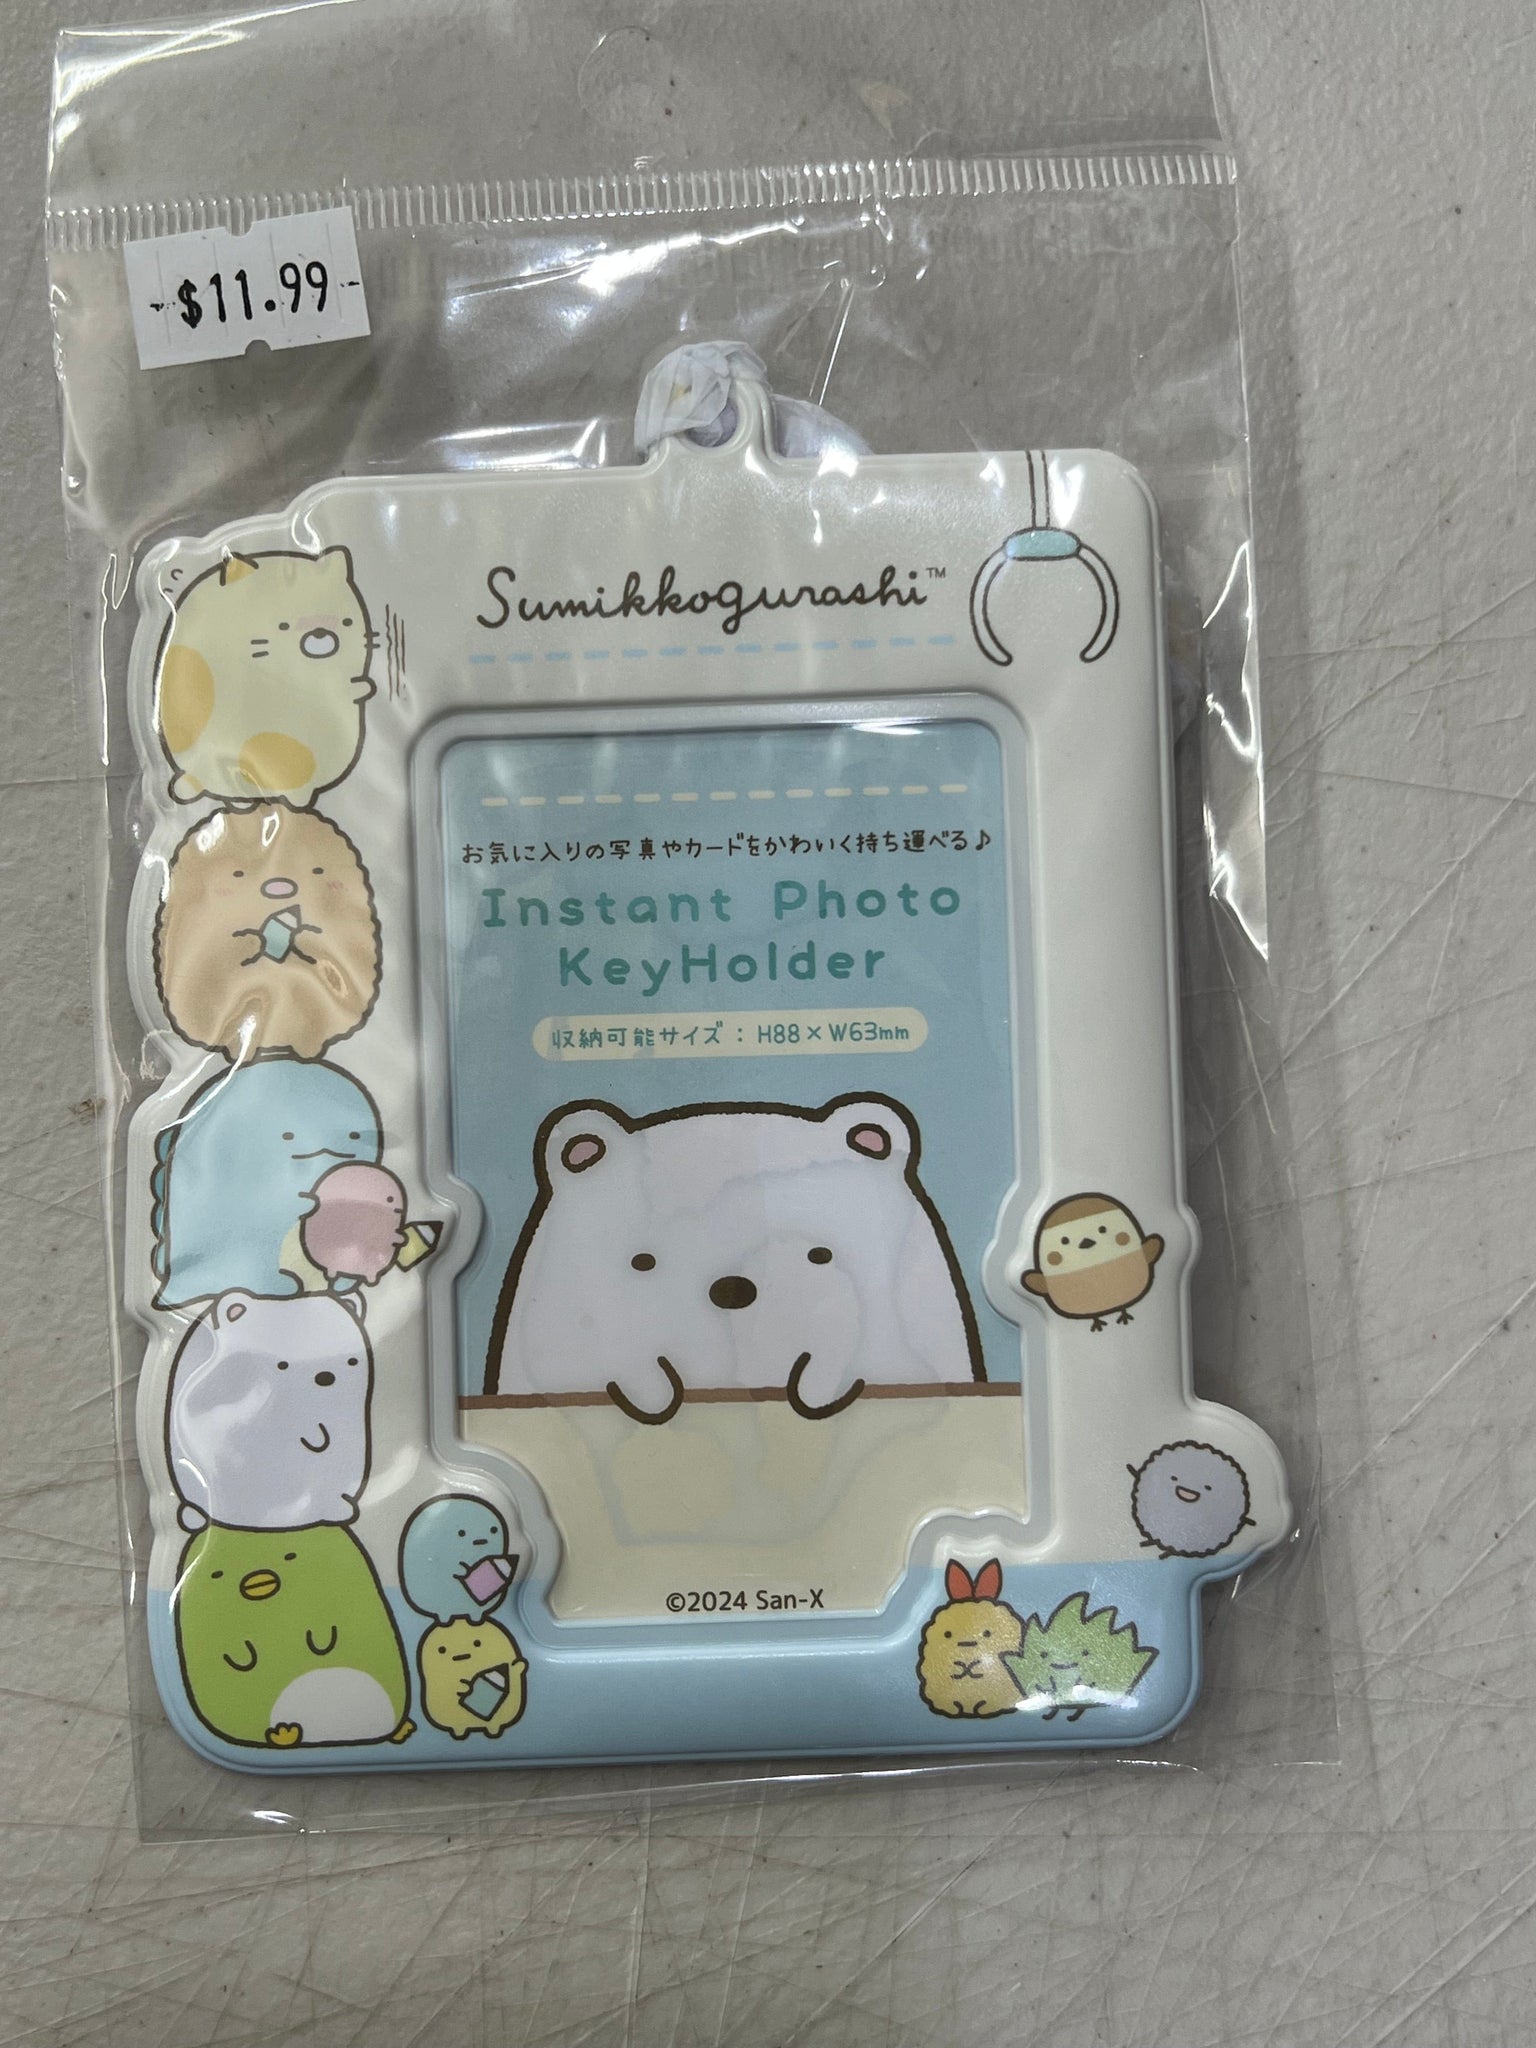 -$11.99-
Sumikkogurashi™
お気に入りの写真やカードをかわいく持ち運べる♪
Instant Photo
KeyHolder
収納可能サイズ：H88×W63mm
©2024 San-X